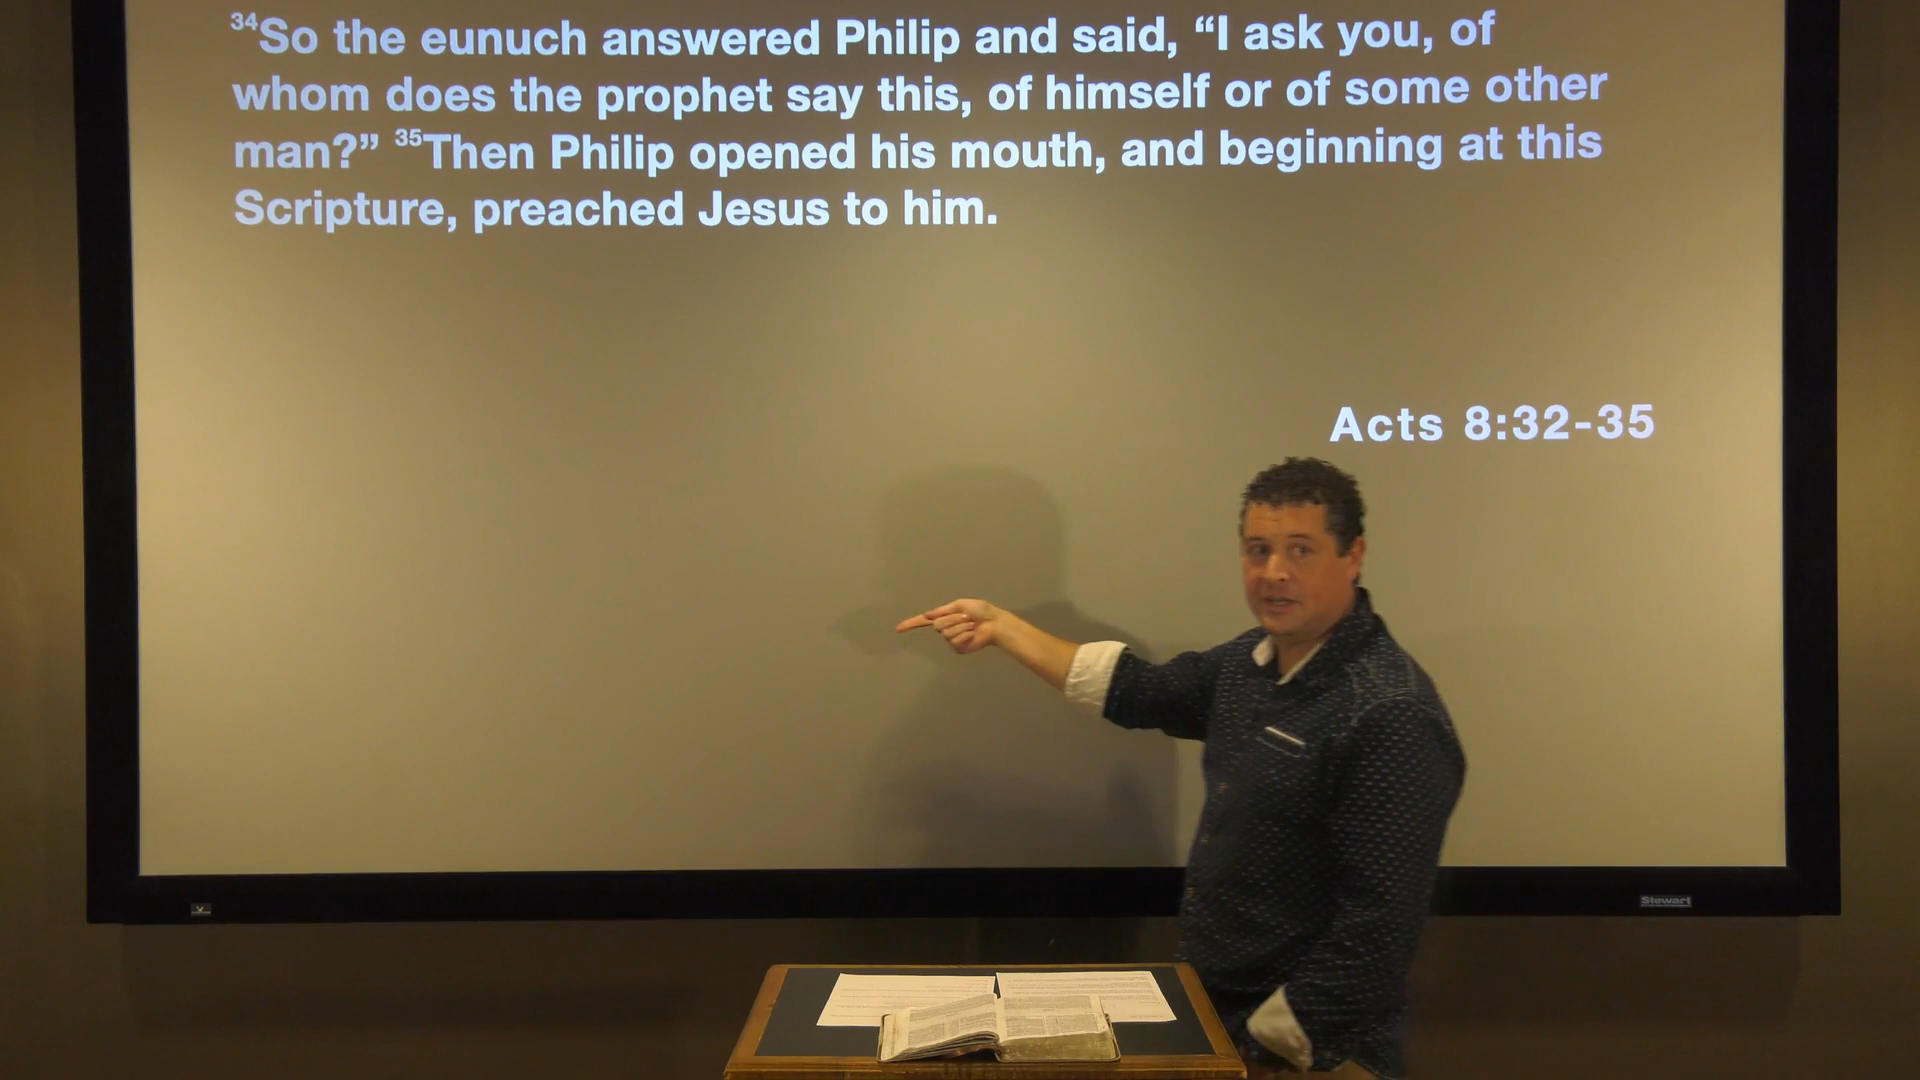 ³⁴So the eunuch answered Philip and said, “I ask you, of
whom does the prophet say this, of himself or of some other
man?” ³⁵Then Philip opened his mouth, and beginning at this
Scripture, preached Jesus to him.
Acts 8:32-35
Stewart